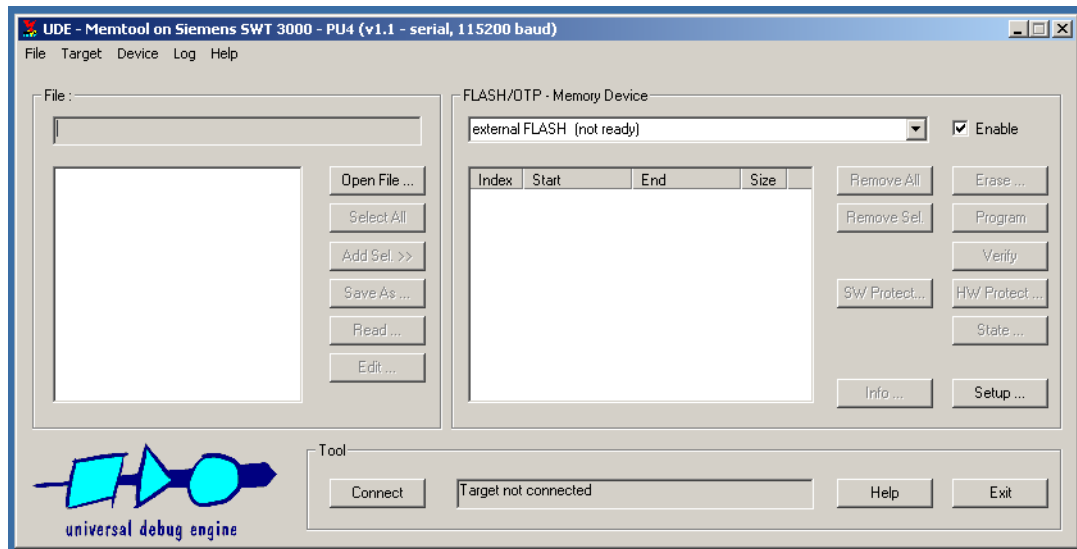 UDE - Memtool on Siemens SWT 3000 - PU4 (v1.1 - serial, 115200 baud)
File Target Device Log Help
File :
FLASH/OTP - Memory Device
external FLASH (not ready)
Enable
Open File ...
Select All
Add Sel. >>
Save As ...
Read ...
Edit ...
Index Start End Size
Remove All
Erase ...
Remove Sel.
Program
Verify
SW Protect...
HW Protect ...
State ...
Info ...
Setup ...
universal debug engine
Tool
Connect
Target not connected
Help
Exit